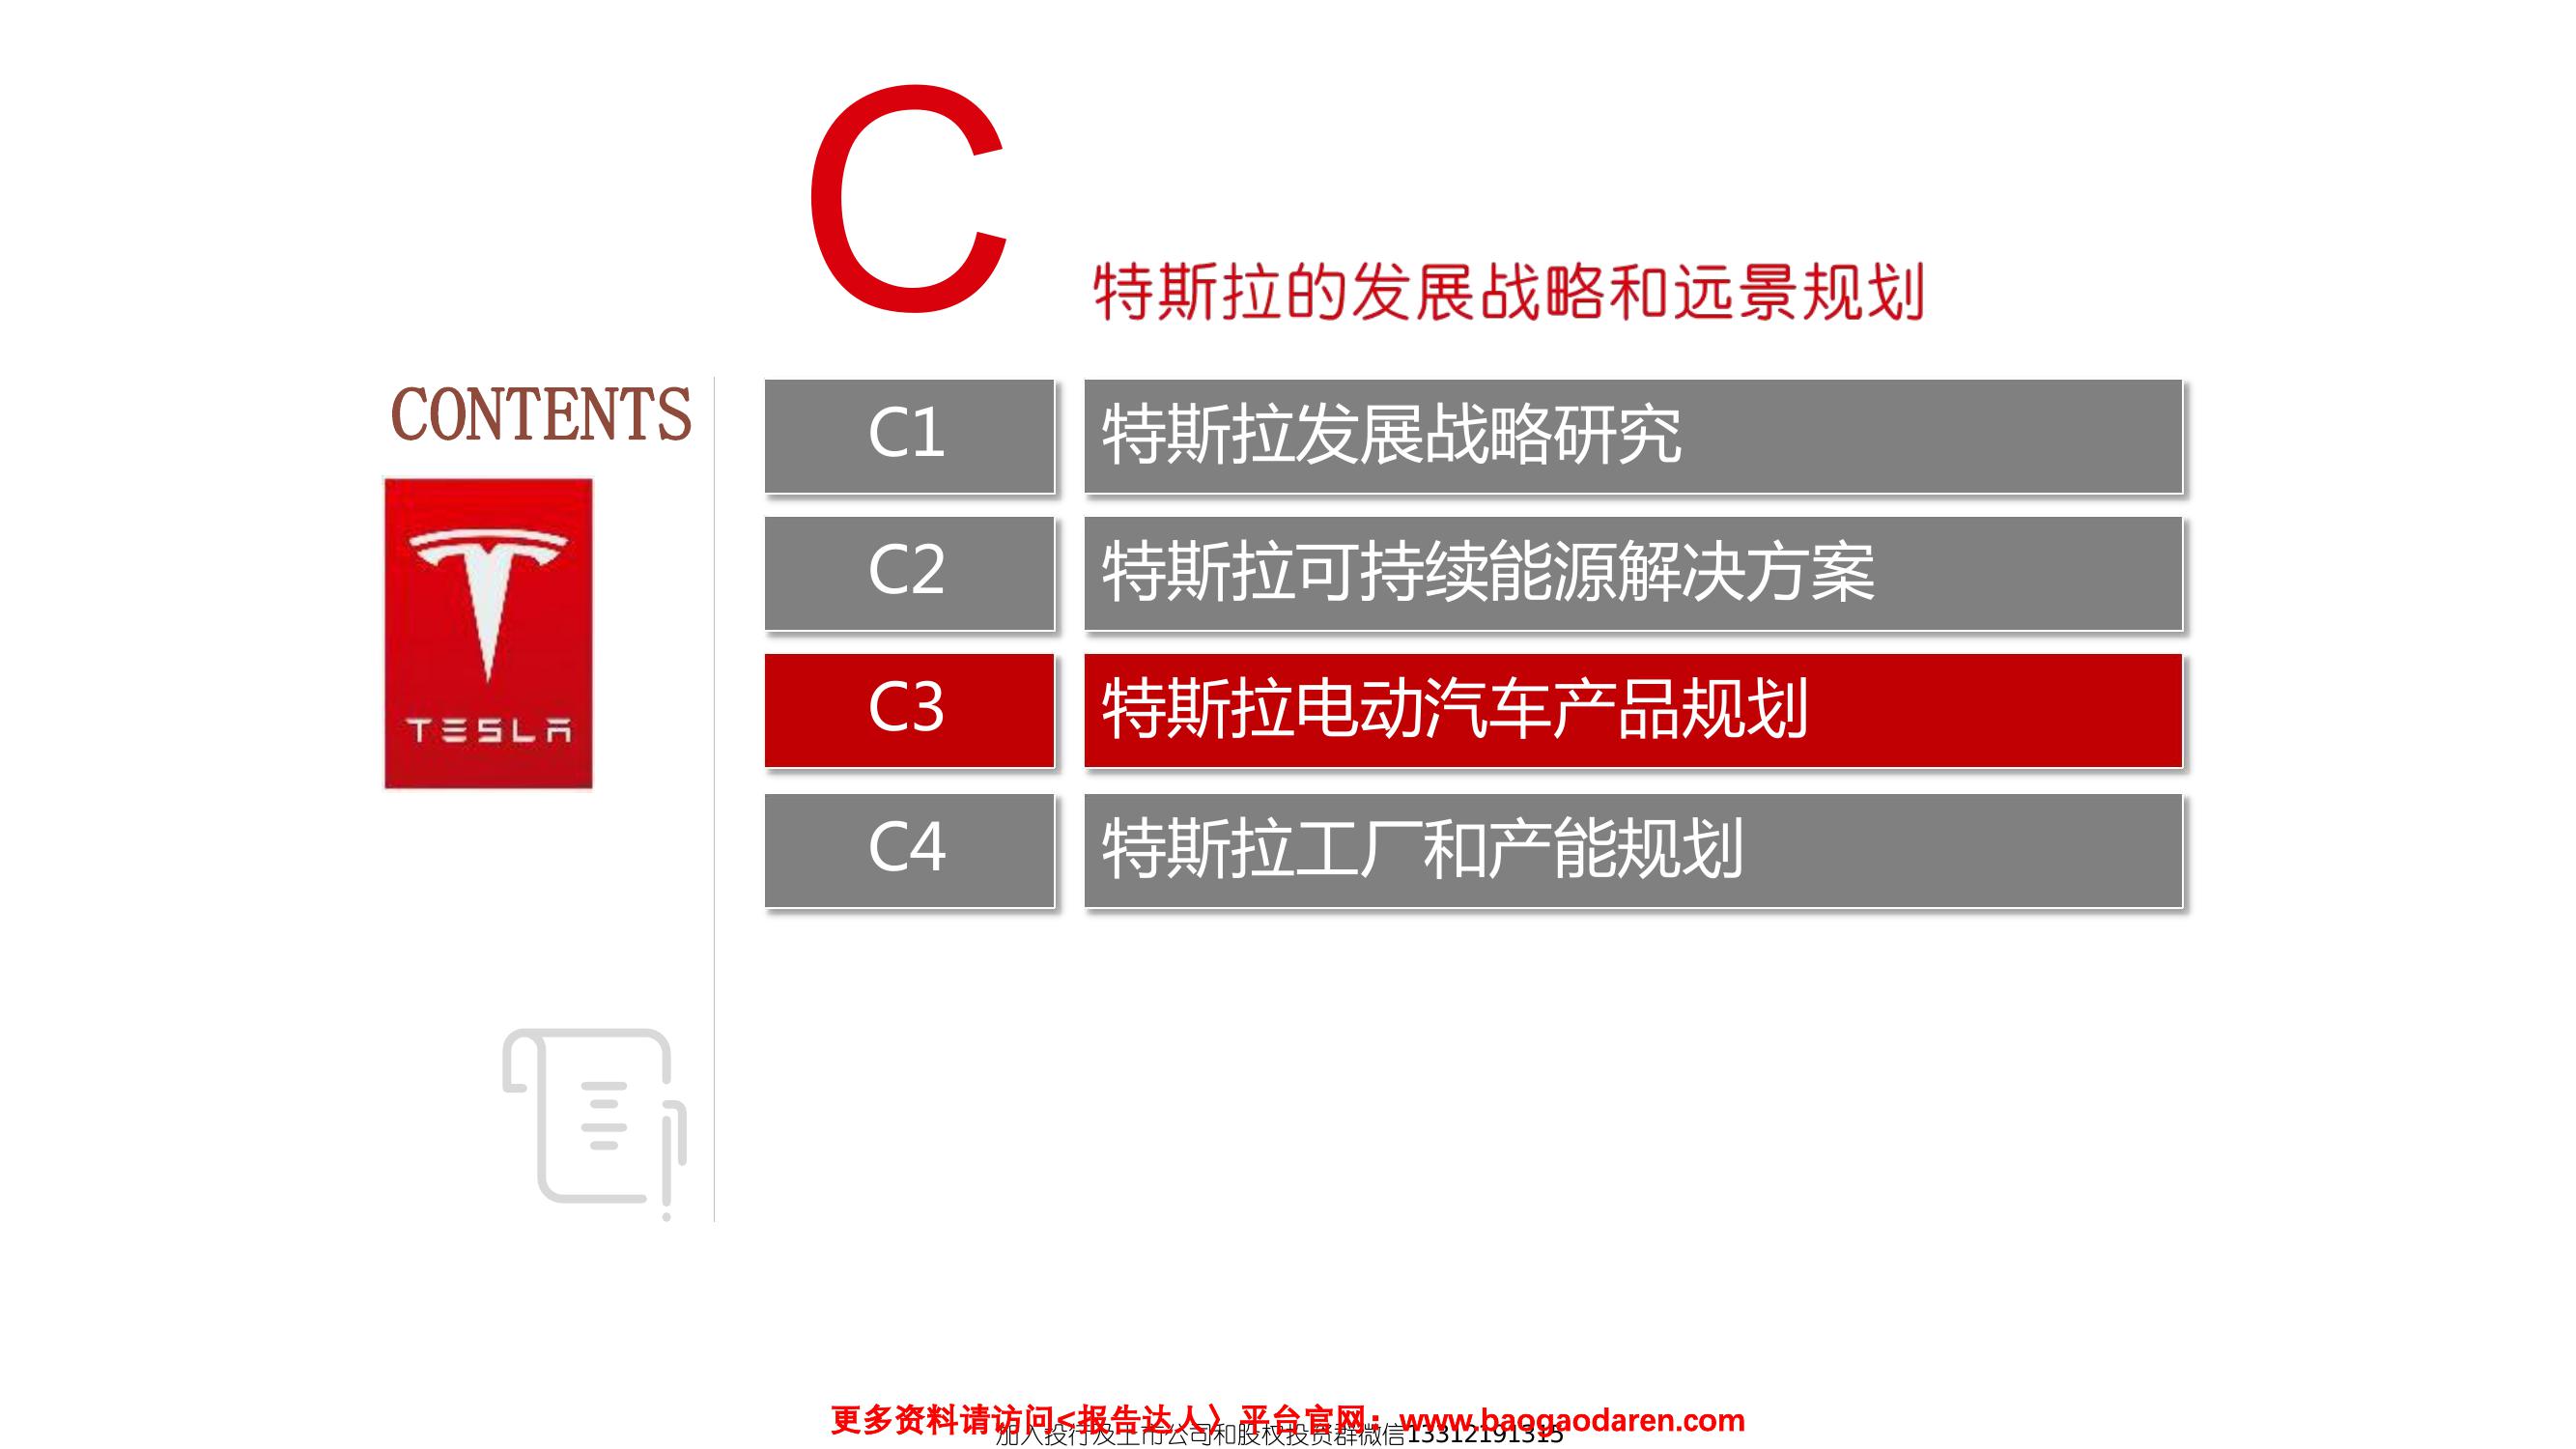 C
特斯拉的发展战略和远景规划
CONTENTS
TESLA
C1 特斯拉发展战略研究
C2 特斯拉可持续能源解决方案
C3 特斯拉电动汽车产品规划
C4 特斯拉工厂和产能规划
更多资料请访问<报告达人》平台官网：www.baogaodaren.com
加入投行及上市公司和股权投资群微信13312191315